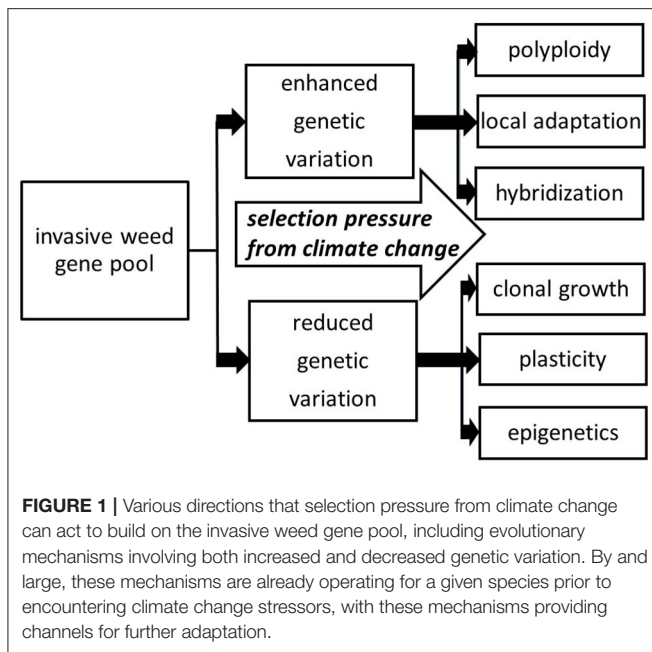 invasive weed
gene pool
enhanced
genetic
variation
selection pressure
from climate change
reduced
genetic
variation
polyploidy
local adaptation
hybridization
clonal growth
plasticity
epigenetics
FIGURE 1 | Various directions that selection pressure from climate change
can act to build on the invasive weed gene pool, including evolutionary
mechanisms involving both increased and decreased genetic variation. By and
large, these mechanisms are already operating for a given species prior to
encountering climate change stressors, with these mechanisms providing
channels for further adaptation.